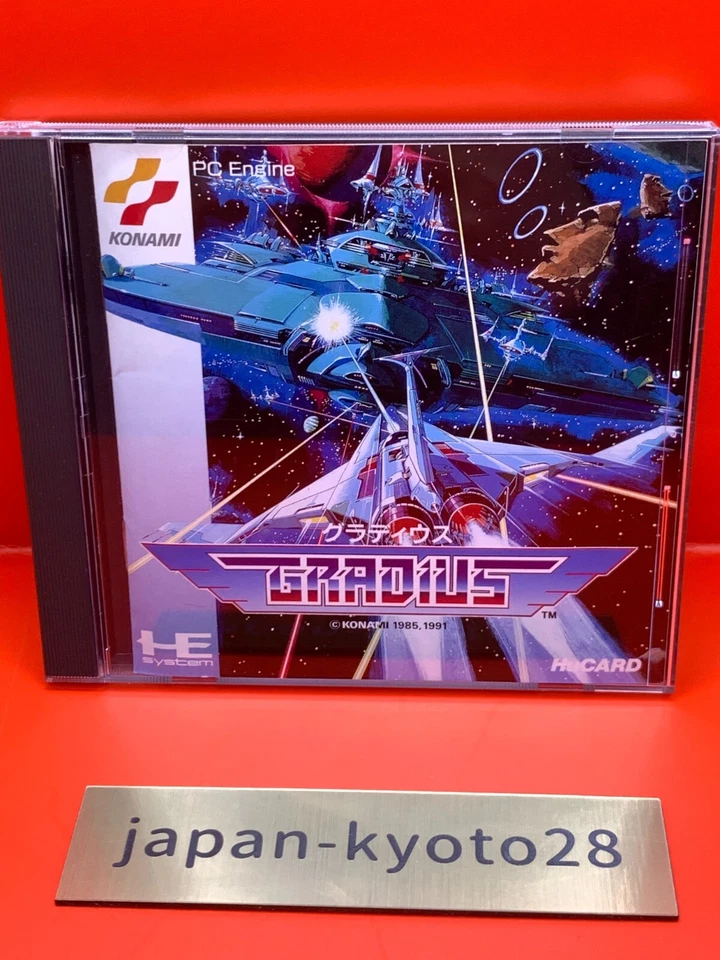 PC Engine
KONAMI
グラディウス
GRADIUS
TM
© KONAMI 1985, 1991
HE
system
HuCARD
japan-kyoto28